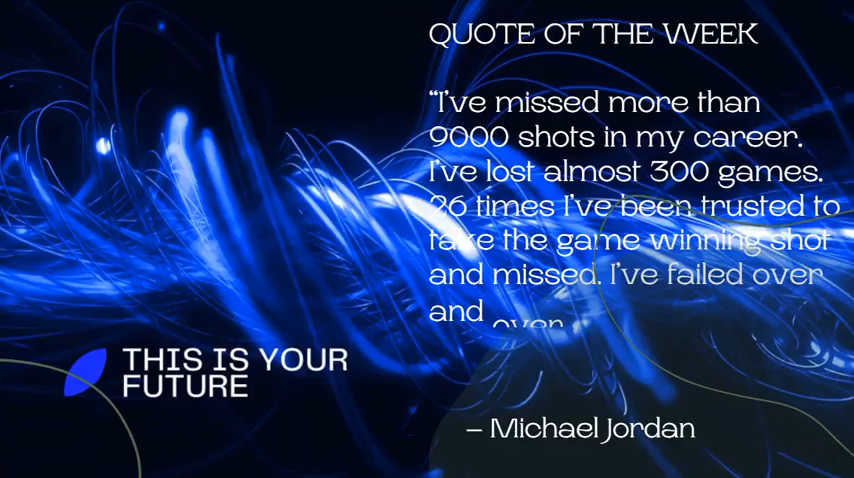 QUOTE OF THE WEEK
“I’ve missed more than
9000 shots in my career.
I’ve lost almost 300 games.
26 times I’ve been trusted to
take the game winning shot
and missed. I’ve failed over
and over
THIS IS YOUR
FUTURE
– Michael Jordan